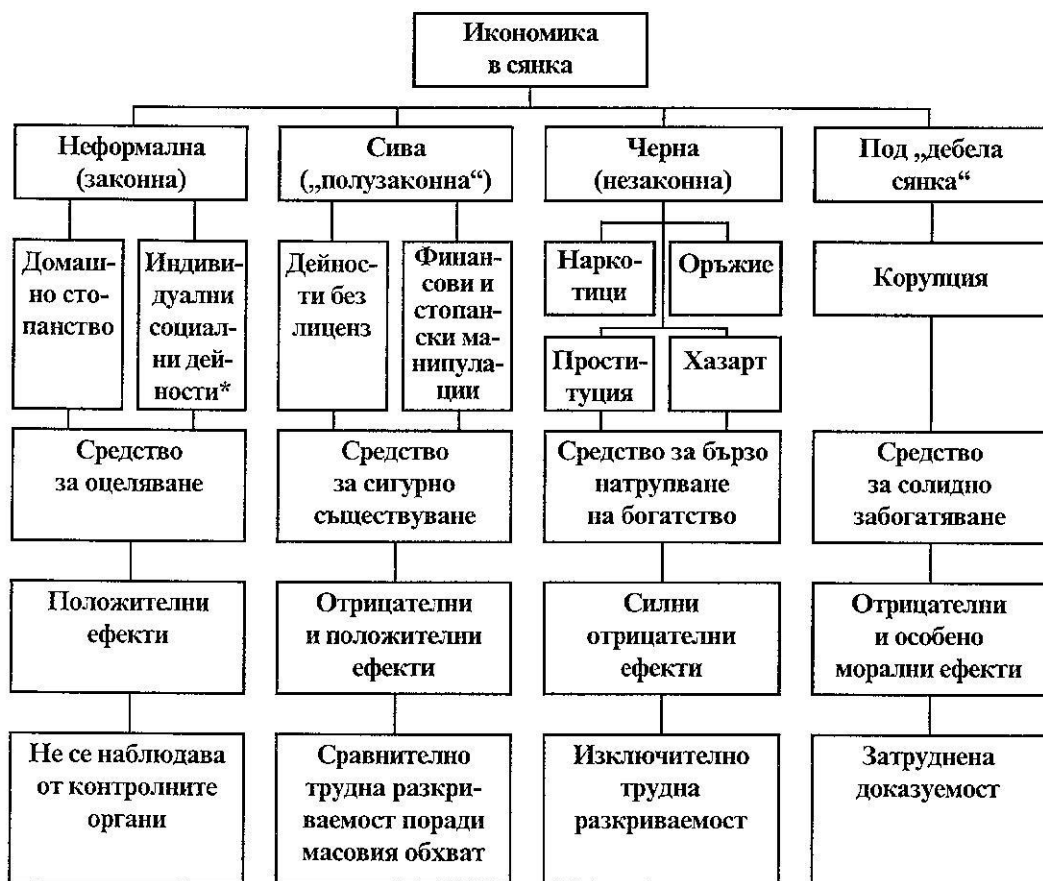 Икономика
в сянка
Неформална
(законна)
Сива
(„полузаконна“)
Черна
(незаконна)
Под „дебела
сянка“
Домаш-
но сто-
панство
Индиви-
дуални
социал-
ни дей-
ности*
Дейнос-
ти без
лиценз
Финан-
сови и
стопан-
ски ма-
нипула-
ции
Нарко-
тици
Оръжие
Прости-
туция
Хазарт
Корупция
Средство
за оцеляване
Средство
за сигурно
съществуване
Средство за бързо
натрупване
на богатство
Средство
за солидно
забогатяване
Положителни
ефекти
Отрицателни
и положителни
ефекти
Силни
отрицателни
ефекти
Отрицателни
и особено
морални ефекти
Не се наблюдава
от контролните
органи
Сравнително
трудна разкри-
ваемост поради
масовия обхват
Изключително
трудна
разкриваемост
Затруднена
доказуемост